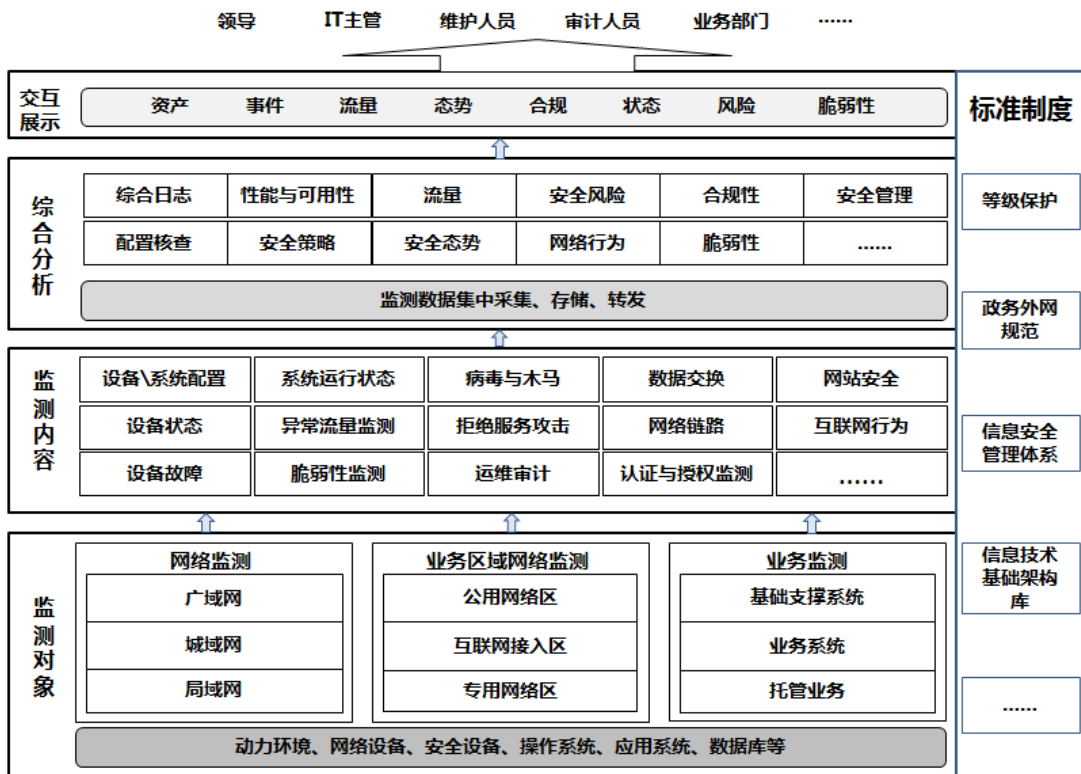 领导 IT主管 维护人员 审计人员 业务部门 ......
交互
展示
资产 事件 流量 态势 合规 状态 风险 脆弱性
标准制度
综合分析
综合日志 性能与可用性 流量 安全风险 合规性 安全管理
配置核查 安全策略 安全态势 网络行为 脆弱性 ......
监测数据集中采集、存储、转发
等级保护
政务外网
规范
监测内容
设备\系统配置 系统运行状态 病毒与木马 数据交换 网站安全
设备状态 异常流量监测 拒绝服务攻击 网络链路 互联网行为
设备故障 脆弱性监测 运维审计 认证与授权监测 ......
信息安全
管理体系
监测对象
网络监测 业务区域网络监测 业务监测
广域网 公用网络区 基础支撑系统
城域网 互联网接入区 业务系统
局域网 专用网络区 托管业务
动力环境、网络设备、安全设备、操作系统、应用系统、数据库等
信息技术
基础架构
库
......